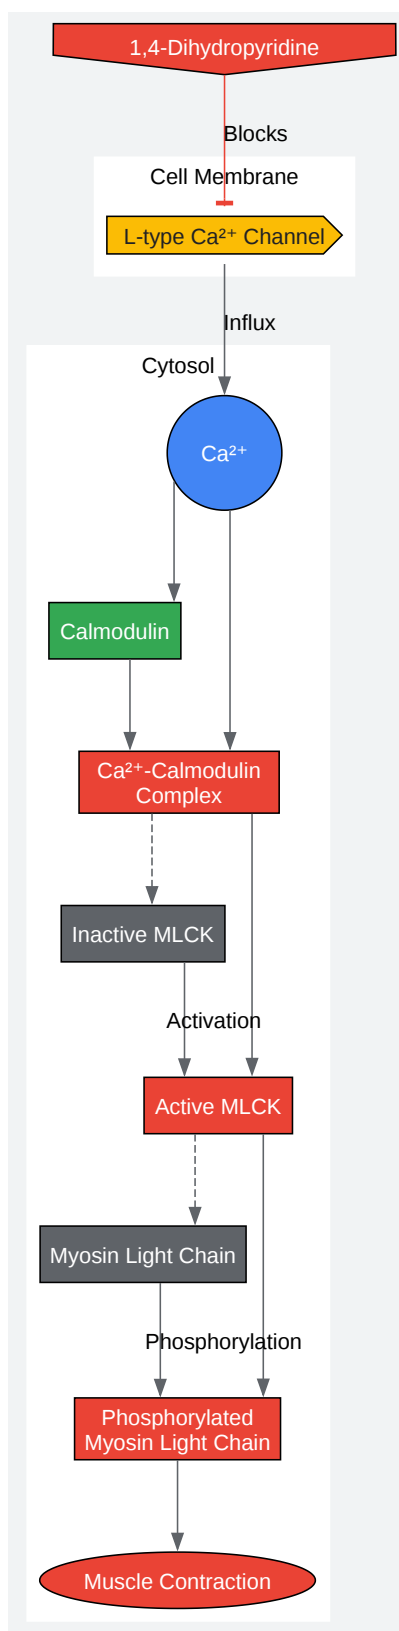 1,4-Dihydropyridine
Blocks
Cell Membrane
L-type Ca²⁺ Channel
Influx
Cytosol
Ca²⁺
Calmodulin
Ca²⁺-Calmodulin
Complex
Inactive MLCK
Activation
Active MLCK
Myosin Light Chain
Phosphorylation
Phosphorylated
Myosin Light Chain
Muscle Contraction